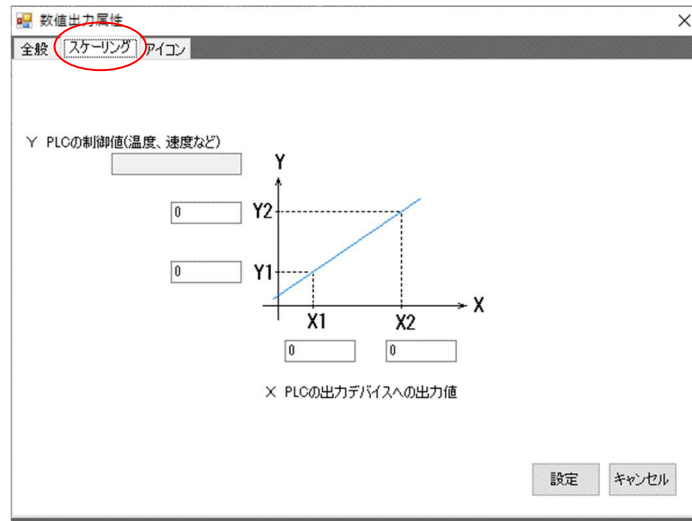 数値出力属性
全般 スケーリング アイコン
Y PLCの制御値(温度、速度など)
Y
0 Y2
0 Y1
X
X1 X2
0 0
X PLCの出力デバイスへの出力値
設定 キャンセル